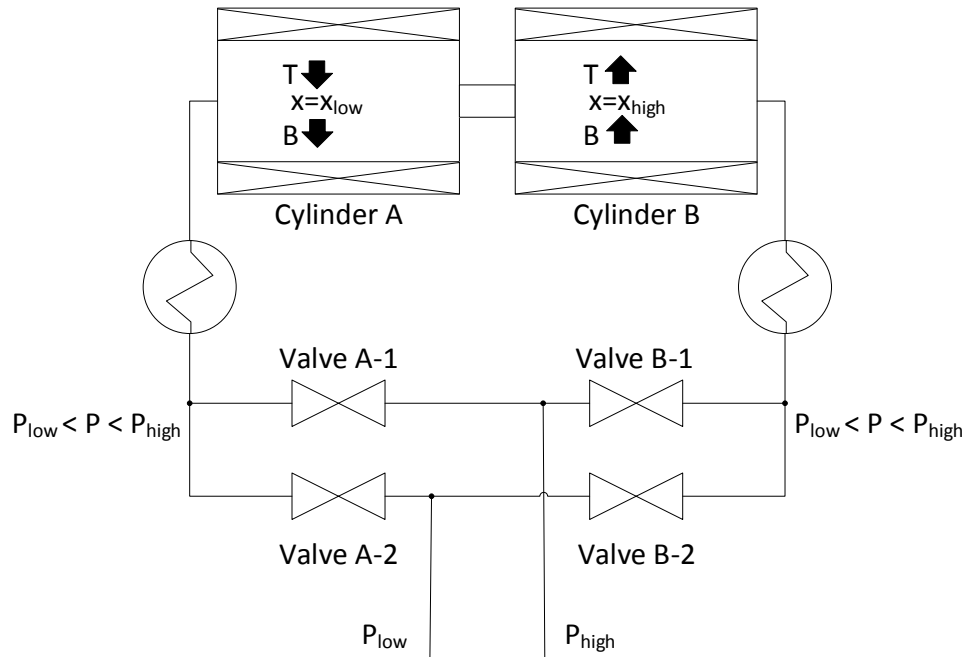 T
x=xlow
B
T
x=xhigh
B
Cylinder A
Cylinder B
Valve A-1
Valve B-1
Plow < P < Phigh
Plow < P < Phigh
Valve A-2
Valve B-2
Plow
Phigh